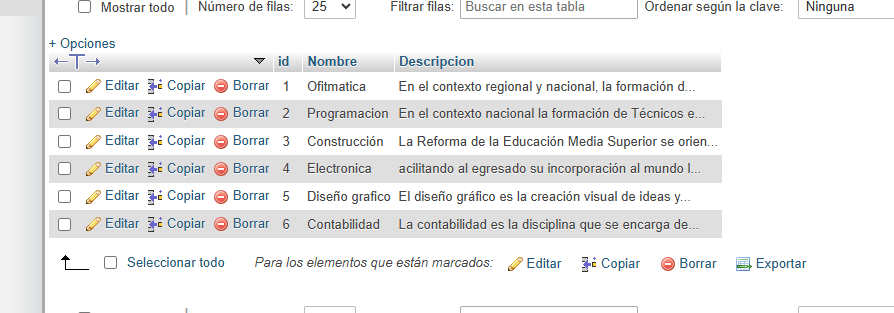 Mostrar todo Número de filas: 25 Filtrar filas: Buscar en esta tabla Ordenar según la clave: Ninguna
+ Opciones
id Nombre Descripcion
Editar Copiar Borrar 1 Ofitmatica En el contexto regional y nacional, la formación d...
Editar Copiar Borrar 2 Programacion En el contexto nacional la formación de Técnicos e...
Editar Copiar Borrar 3 Construcción La Reforma de la Educación Media Superior se orien...
Editar Copiar Borrar 4 Electronica acilitando al egresado su incorporación al mundo l...
Editar Copiar Borrar 5 Diseño grafico El diseño gráfico es la creación visual de ideas y...
Editar Copiar Borrar 6 Contabilidad La contabilidad es la disciplina que se encarga de...
Seleccionar todo Para los elementos que están marcados: Editar Copiar Borrar Exportar